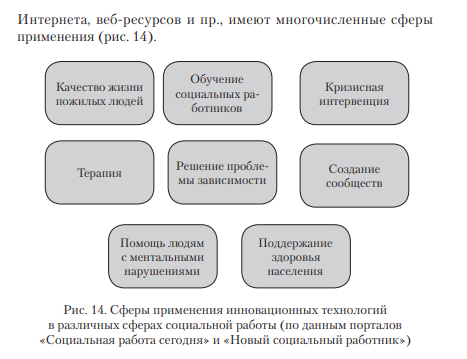 Интернета, веб-ресурсов и пр., имеют многочисленные сферы
применения (рис. 14).
Качество жизни
пожилых людей
Обучение
социальных ра-
ботников
Кризисная
интервенция
Терапия
Решение пробле-
мы зависимости
Создание
сообществ
Помощь людям
с ментальными
нарушениями
Поддержание
здоровья
населения
Рис. 14. Сферы применения инновационных технологий
в различных сферах социальной работы (по данным порталов
«Социальная работа сегодня» и «Новый социальный работник»)